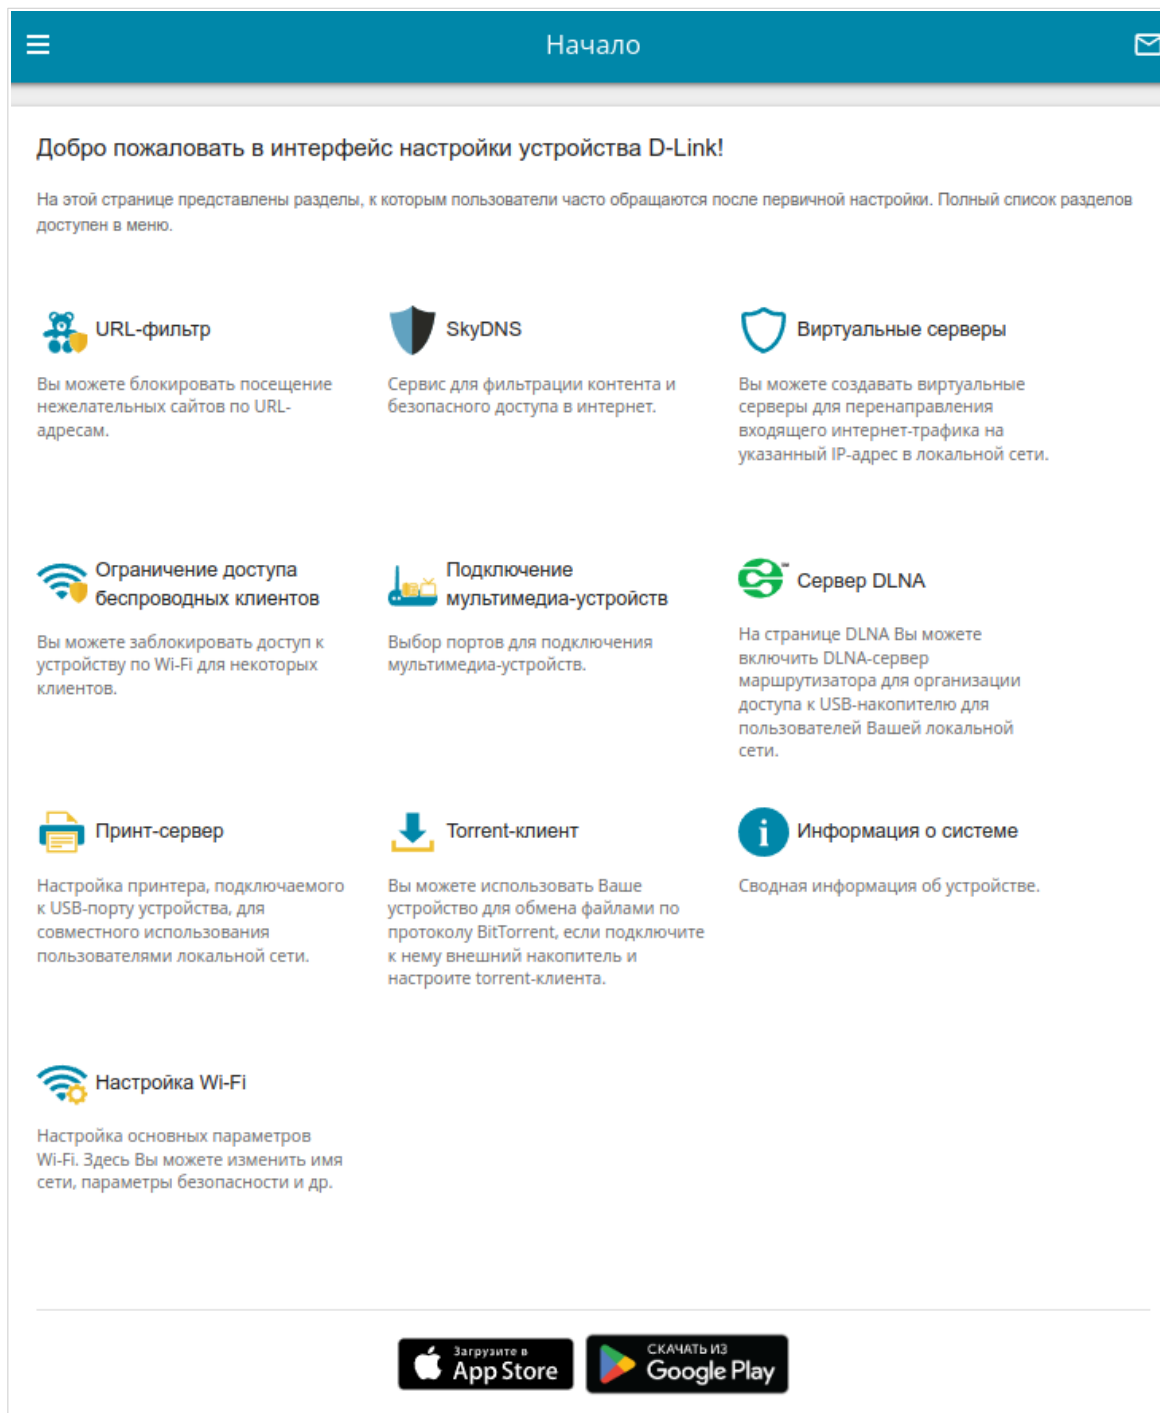 Начало
Добро пожаловать в интерфейс настройки устройства D-Link!
На этой странице представлены разделы, к которым пользователи часто обращаются после первичной настройки. Полный список разделов
доступен в меню.
URL-фильтр
Вы можете блокировать посещение
нежелательных сайтов по URL-
адресам.
SkyDNS
Сервис для фильтрации контента и
безопасного доступа в интернет.
Виртуальные серверы
Вы можете создавать виртуальные
серверы для перенаправления
входящего интернет-трафика на
указанный IP-адрес в локальной сети.
Ограничение доступа
беспроводных клиентов
Вы можете заблокировать доступ к
устройству по Wi-Fi для некоторых
клиентов.
Подключение
мультимедиа-устройств
Выбор портов для подключения
мультимедиа-устройств.
Сервер DLNA
На странице DLNA Вы можете
включить DLNA-сервер
маршрутизатора для организации
доступа к USB-накопителю для
пользователей Вашей локальной
сети.
Принт-сервер
Настройка принтера, подключаемого
к USB-порту устройства, для
совместного использования
пользователями локальной сети.
Torrent-клиент
Вы можете использовать Ваше
устройство для обмена файлами по
протоколу BitTorrent, если подключите
к нему внешний накопитель и
настроите torrent-клиента.
Информация о системе
Сводная информация об устройстве.
Настройка Wi-Fi
Настройка основных параметров
Wi-Fi. Здесь Вы можете изменить имя
сети, параметры безопасности и др.
Загрузите в
App Store
СКАЧАТЬ ИЗ
Google Play